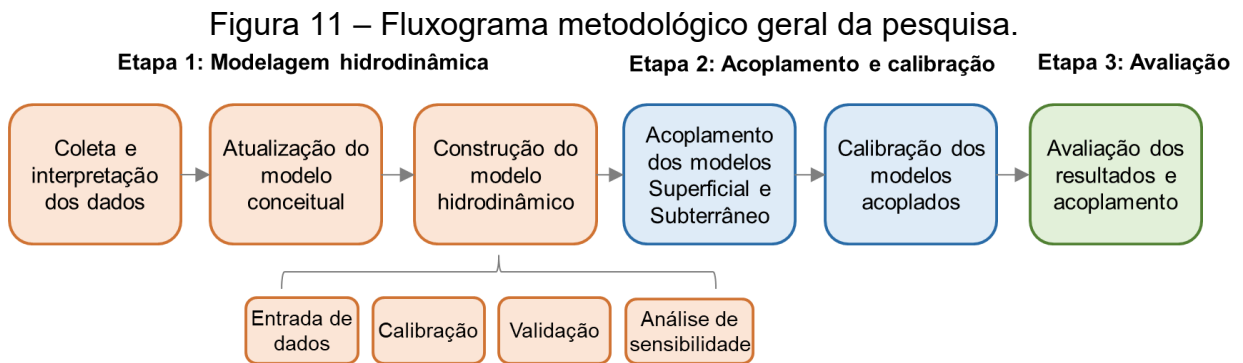 Figura 11 – Fluxograma metodológico geral da pesquisa.
Etapa 1: Modelagem hidrodinâmica
Etapa 2: Acoplamento e calibração
Etapa 3: Avaliação
Coleta e
interpretação
dos dados
Atualização do
modelo
conceitual
Construção do
modelo
hidrodinâmico
Acoplamento
dos modelos
Superficial e
Subterrâneo
Calibração dos
modelos
acoplados
Avaliação dos
resultados e
acoplamento
Entrada de
dados
Calibração
Validação
Análise de
sensibilidade